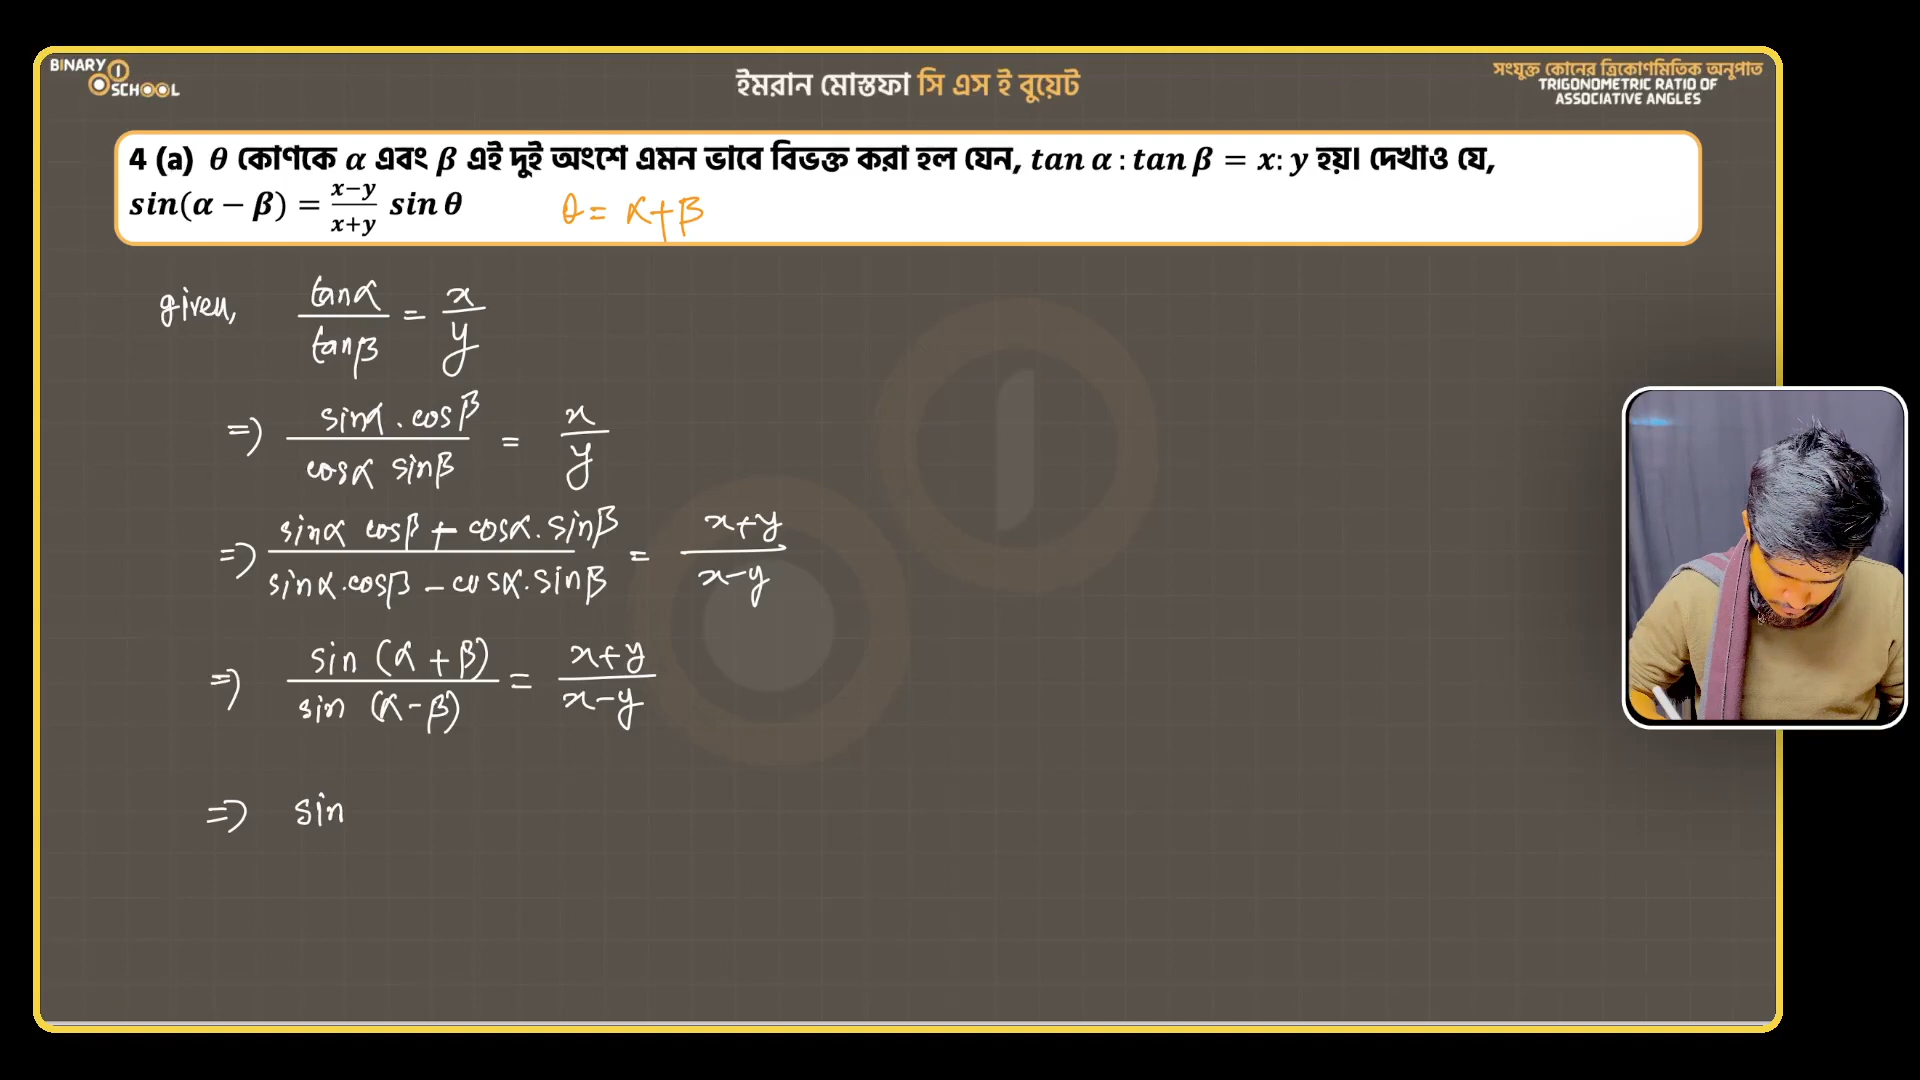 BINARY
SCHOOL
ইমরান মোস্তফা সি এস ই বুয়েট
সংযুক্ত কোনের ত্রিকোণমিতিক অনুপাত
TRIGONOMETRIC RATIO OF
ASSOCIATIVE ANGLES
4 (a) θ কোণকে α এবং β এই দুই অংশে এমন ভাবে বিভক্ত করা হল যেন, tan α : tan β = x: y হয়। দেখাও যে,
sin(α − β) = (x−y)/(x+y) sin θ θ = α+β
given, tanα/tanβ = x/y
=> sinα . cosβ / cosα sinβ = x/y
=> sinα cosβ + cosα. sinβ / sinα.cosβ − cosα. sinβ = x+y / x−y
=> sin (α + β) / sin (α−β) = x+y / x−y
=> sin